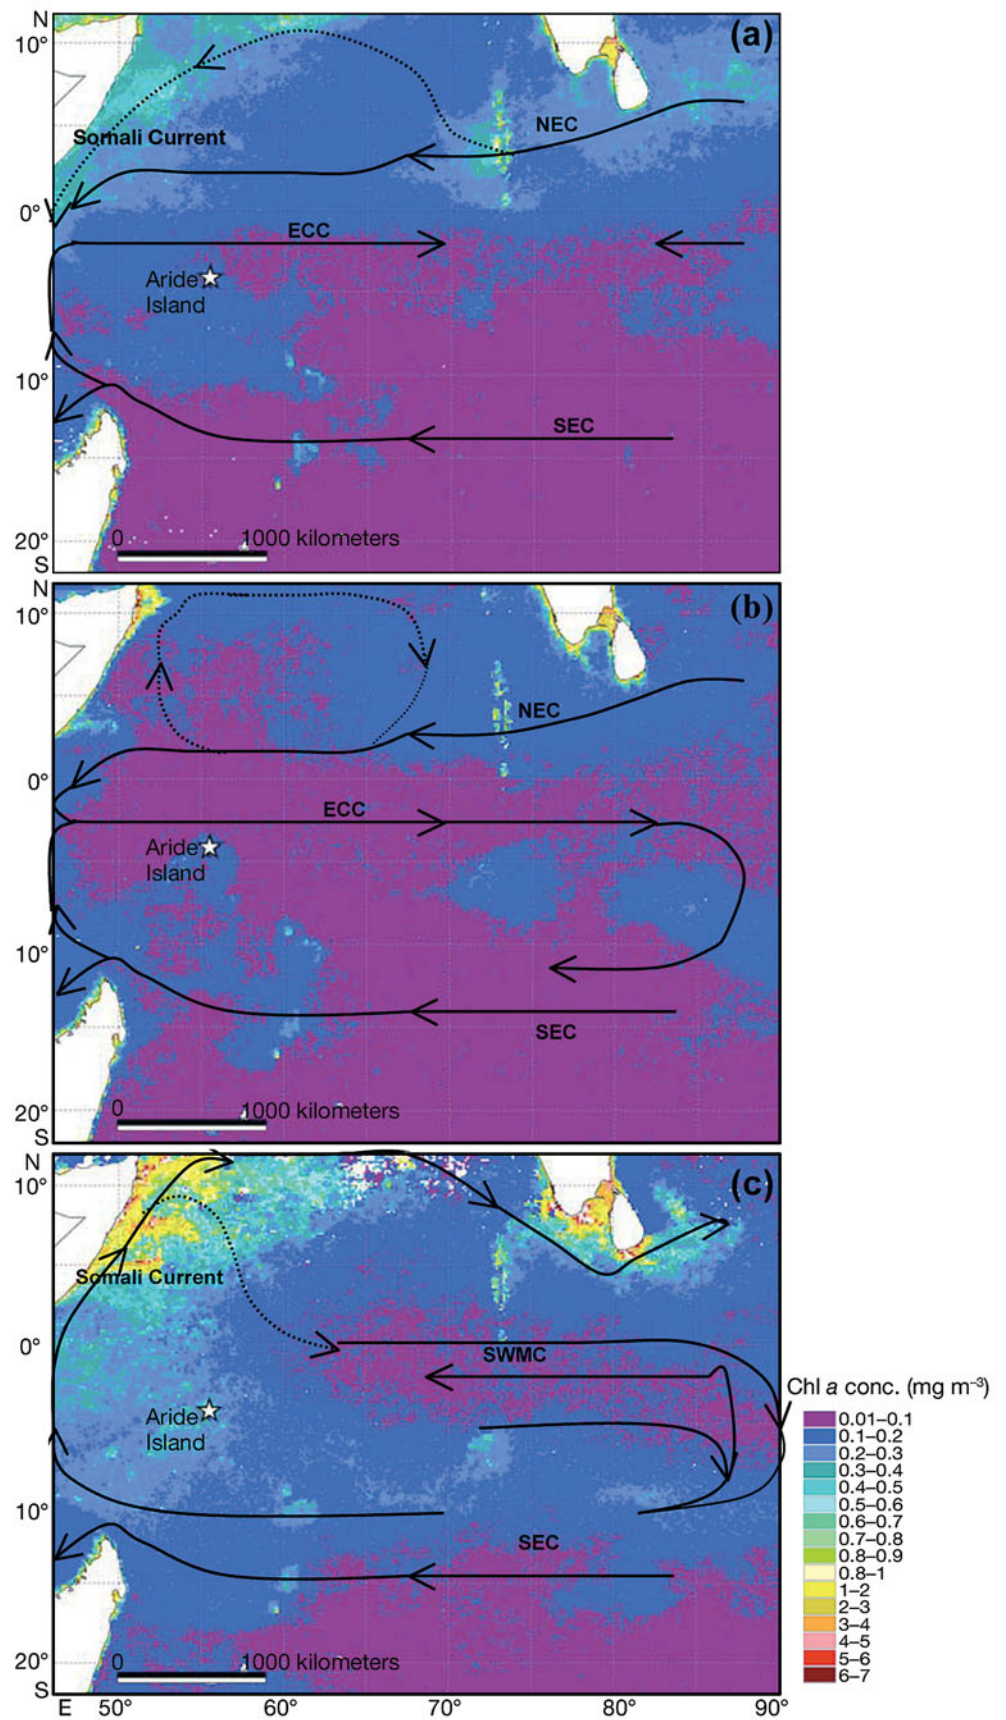 N
10°
(a)
NEC
Somali Current
0°
ECC
Aride
Island
10°
SEC
0 1000 kilometers
20°
S
N
10°
(b)
NEC
0°
ECC
Aride
Island
10°
SEC
0 1000 kilometers
20°
S
N
10°
(c)
Somali Current
0°
SWMC
Aride
Island
10°
SEC
0 1000 kilometers
20°
S
E 50° 60° 70° 80° 90°
Chl a conc. (mg m⁻³)
0.01–0.1
0.1–0.2
0.2–0.3
0.3–0.4
0.4–0.5
0.5–0.6
0.6–0.7
0.7–0.8
0.8–0.9
0.8–1
1–2
2–3
3–4
4–5
5–6
6–7